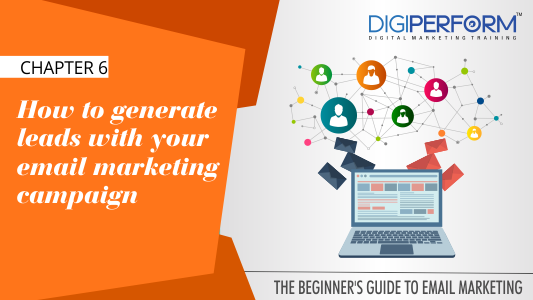 DIGIPERFORM™
DIGITAL MARKETING TRAINING
CHAPTER 6
How to generate
leads with your
email marketing
campaign
THE BEGINNER'S GUIDE TO EMAIL MARKETING